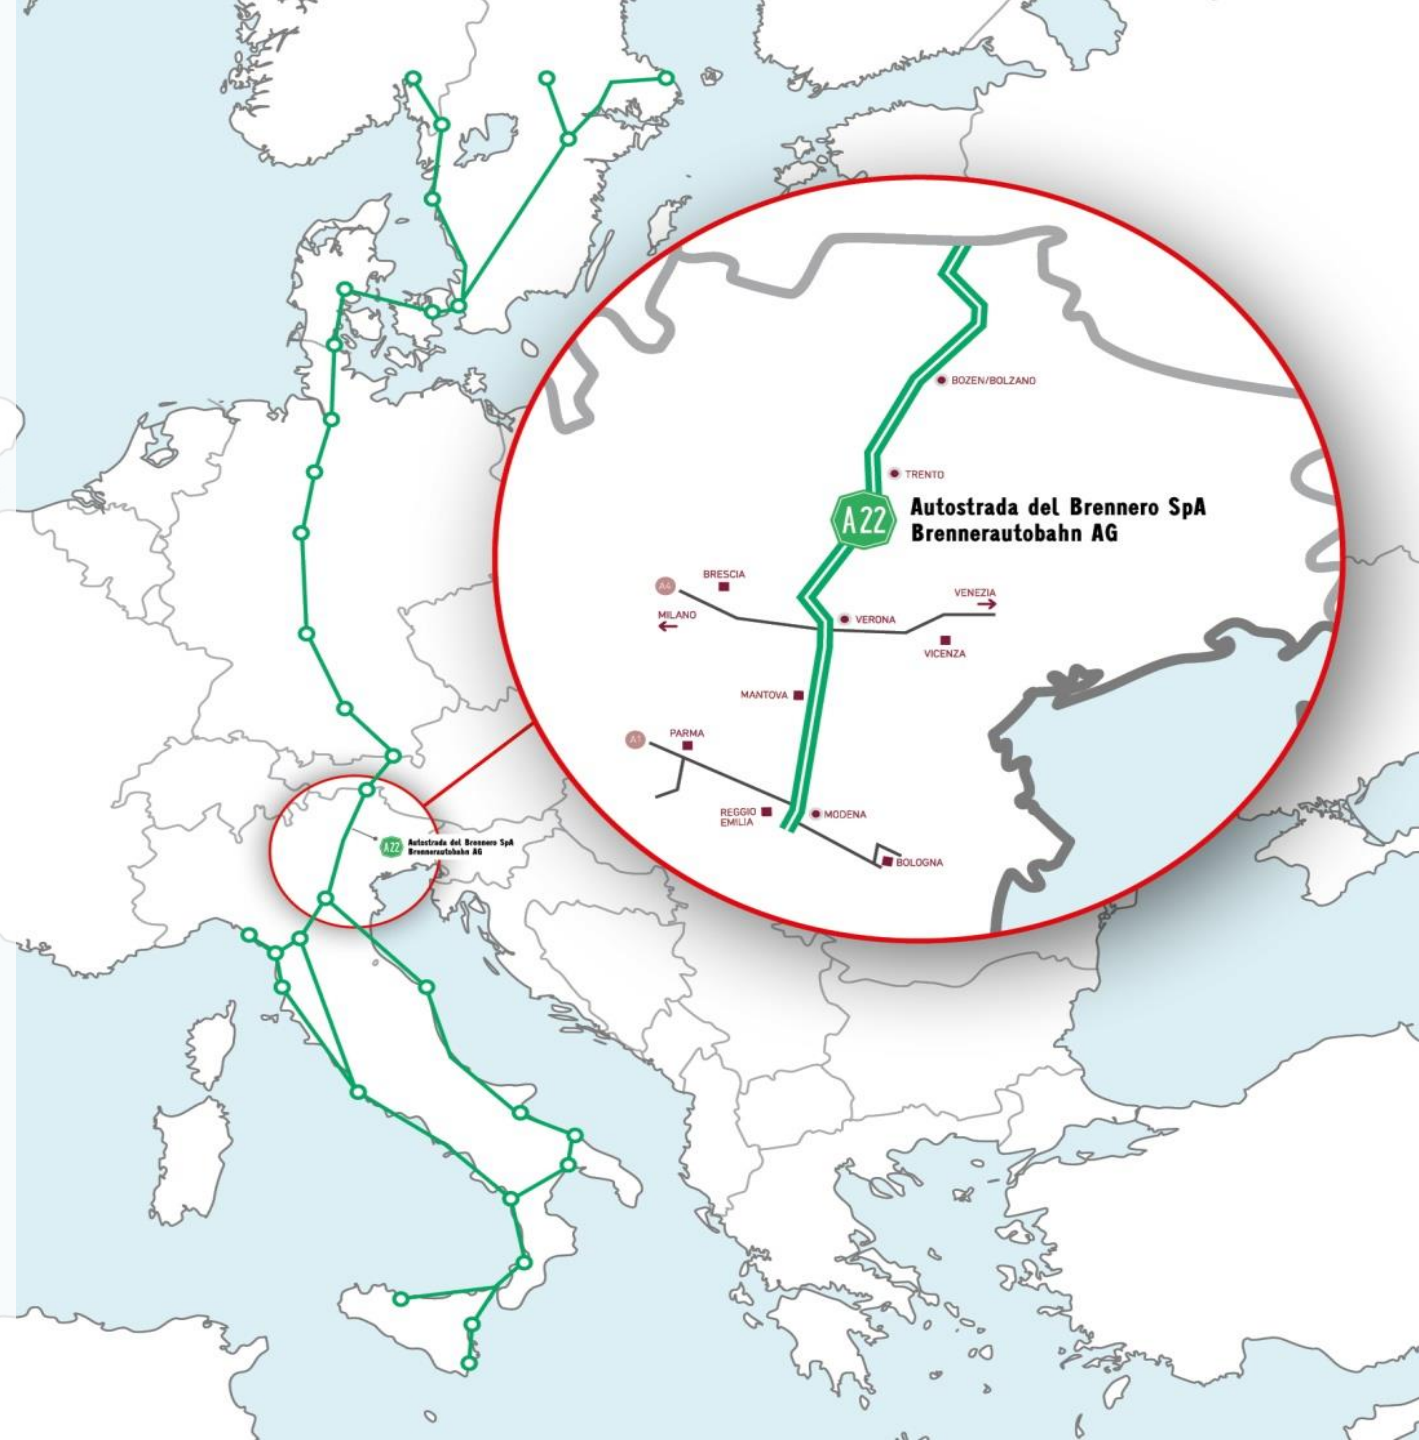 BOZEN/BOLZANO
TRENTO
A22
Autostrada del Brennero SpA
Brennerautobahn AG
BRESCIA
A4
MILANO
VENEZIA
VERONA
VICENZA
MANTOVA
A1
PARMA
REGGIO
EMILIA
MODENA
BOLOGNA
A22
Autostrada del Brennero SpA
Brennerautobahn AG